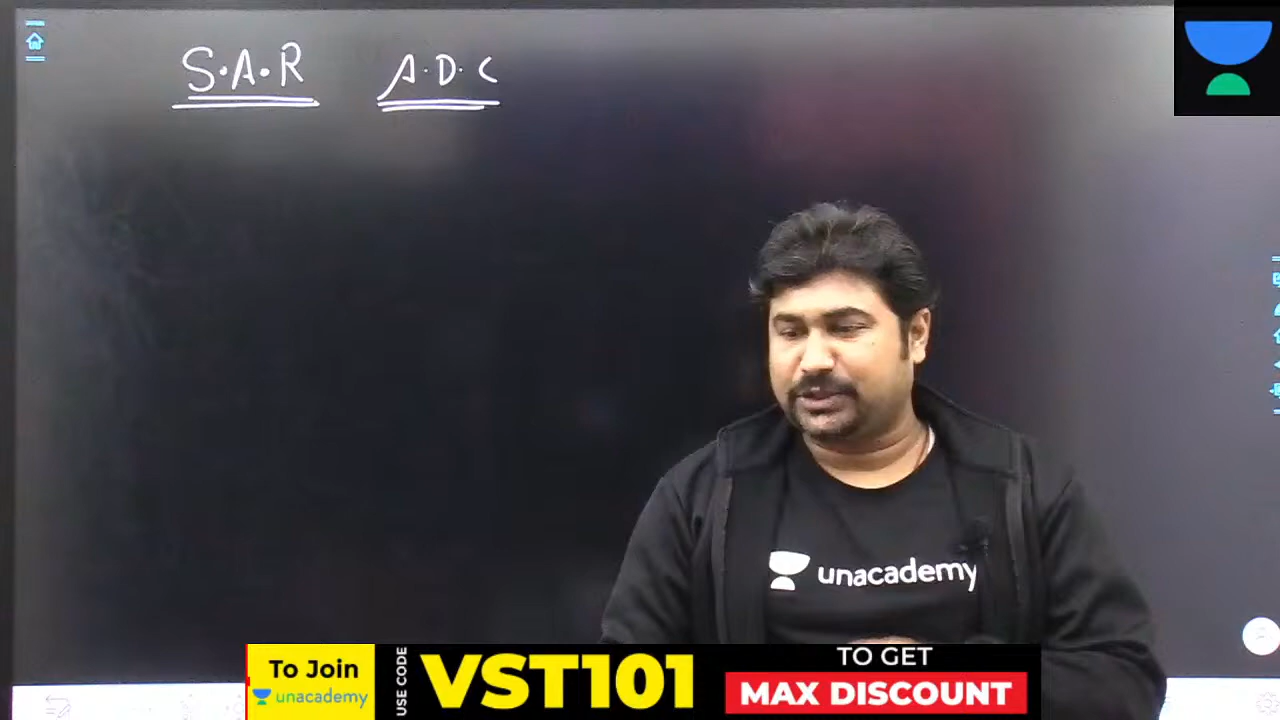 S.A.R A.D.C
unacademy
To Join
unacademy
USE CODE
VST101
TO GET
MAX DISCOUNT